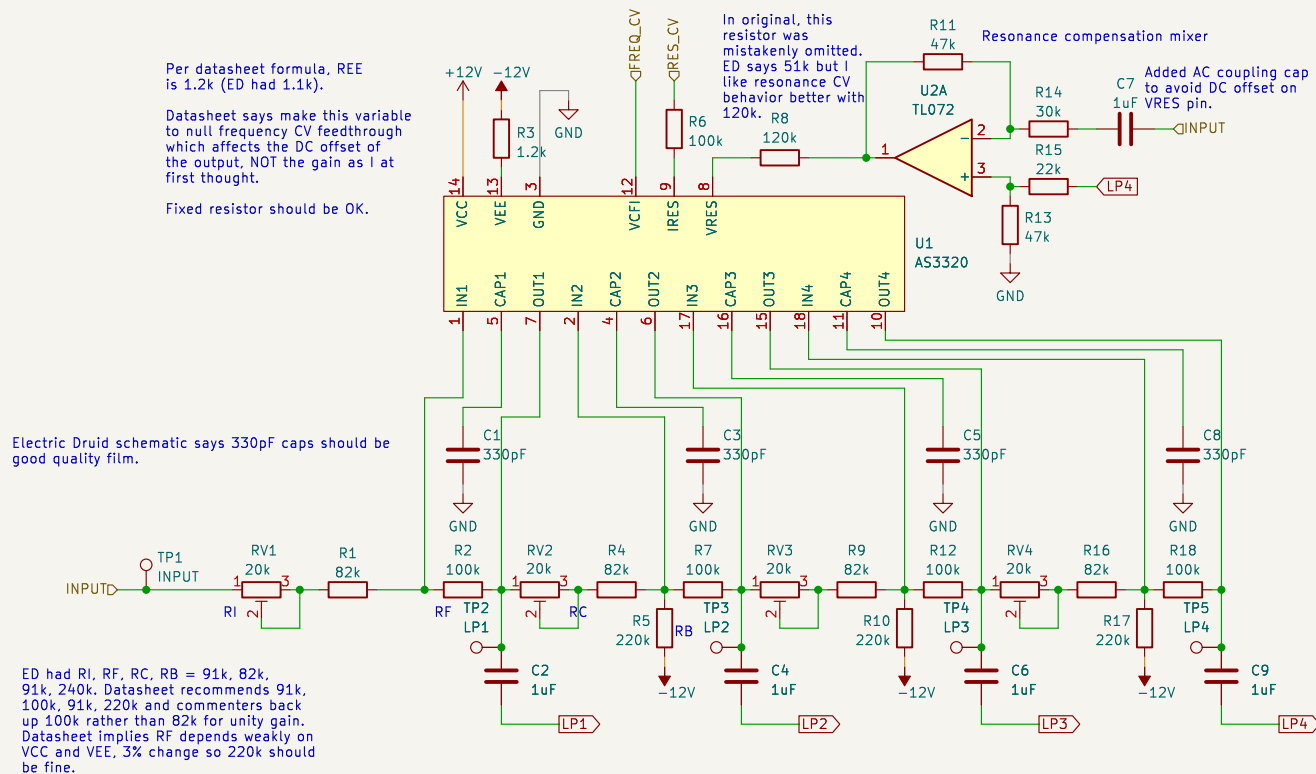 In original, this
resistor was
mistakenly omitted.
ED says 51k but I
like resonance CV
behavior better with
120k.
FREQ_CV
RES_CV
R11
47k
Resonance compensation mixer
Per datasheet formula, REE
is 1.2k (ED had 1.1k).
Datasheet says make this variable
to null frequency CV feedthrough
which affects the DC offset of
the output, NOT the gain as I at
first thought.
Fixed resistor should be OK.
+12V
-12V
GND
R3
1.2k
R6
100k
R8
120k
U2A
TL072
1
2
3
-
+
R14
30k
C7
1uF
Added AC coupling cap
to avoid DC offset on
VRES pin.
INPUT
R15
22k
LP4
R13
47k
GND
14
13
3
12
9
8
VCC
VEE
GND
VCFI
IRES
VRES
U1
AS3320
IN1
CAP1
OUT1
IN2
CAP2
OUT2
IN3
CAP3
OUT3
IN4
CAP4
OUT4
1
5
7
2
4
6
17
16
15
18
11
10
Electric Druid schematic says 330pF caps should be
good quality film.
C1
330pF
GND
C3
330pF
GND
C5
330pF
GND
C8
330pF
GND
INPUT
TP1
INPUT
RV1
20k
1
3
2
RI
R1
82k
R2
100k
RF
TP2
LP1
RV2
20k
1
3
2
RC
R4
82k
R5
220k
RB
-12V
R7
100k
TP3
LP2
RV3
20k
1
3
2
R9
82k
R10
220k
-12V
R12
100k
TP4
LP3
RV4
20k
1
3
2
R16
82k
R17
220k
-12V
R18
100k
TP5
LP4
C2
1uF
LP1
C4
1uF
LP2
C6
1uF
LP3
C9
1uF
LP4
ED had RI, RF, RC, RB = 91k, 82k,
91k, 240k. Datasheet recommends 91k,
100k, 91k, 220k and commenters back
up 100k rather than 82k for unity gain.
Datasheet implies RF depends weakly on
VCC and VEE, 3% change so 220k should
be fine.